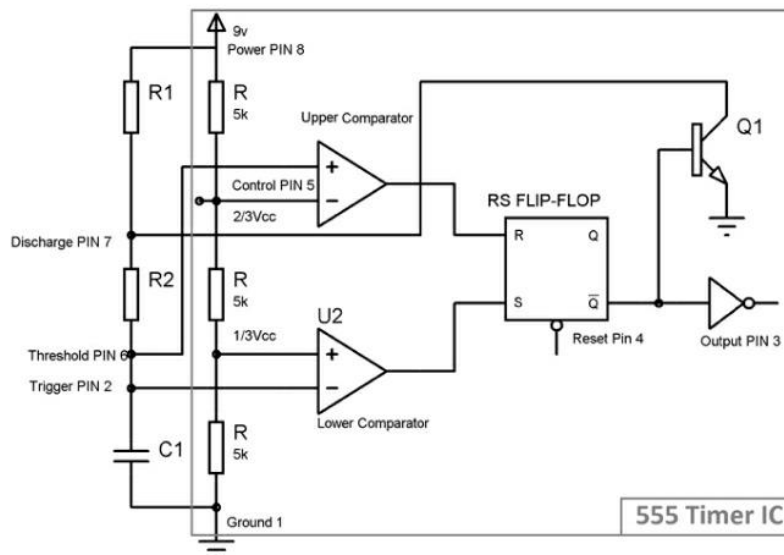 9v
Power PIN 8
R1
R
5k
Upper Comparator
Q1
+
Control PIN 5
-
2/3Vcc
RS FLIP-FLOP
R
Q
Discharge PIN 7
R2
R
5k
U2
S
Q̅
1/3Vcc
+
Reset Pin 4
Output PIN 3
Threshold PIN 6
Trigger PIN 2
-
Lower Comparator
C1
R
5k
Ground 1
555 Timer IC